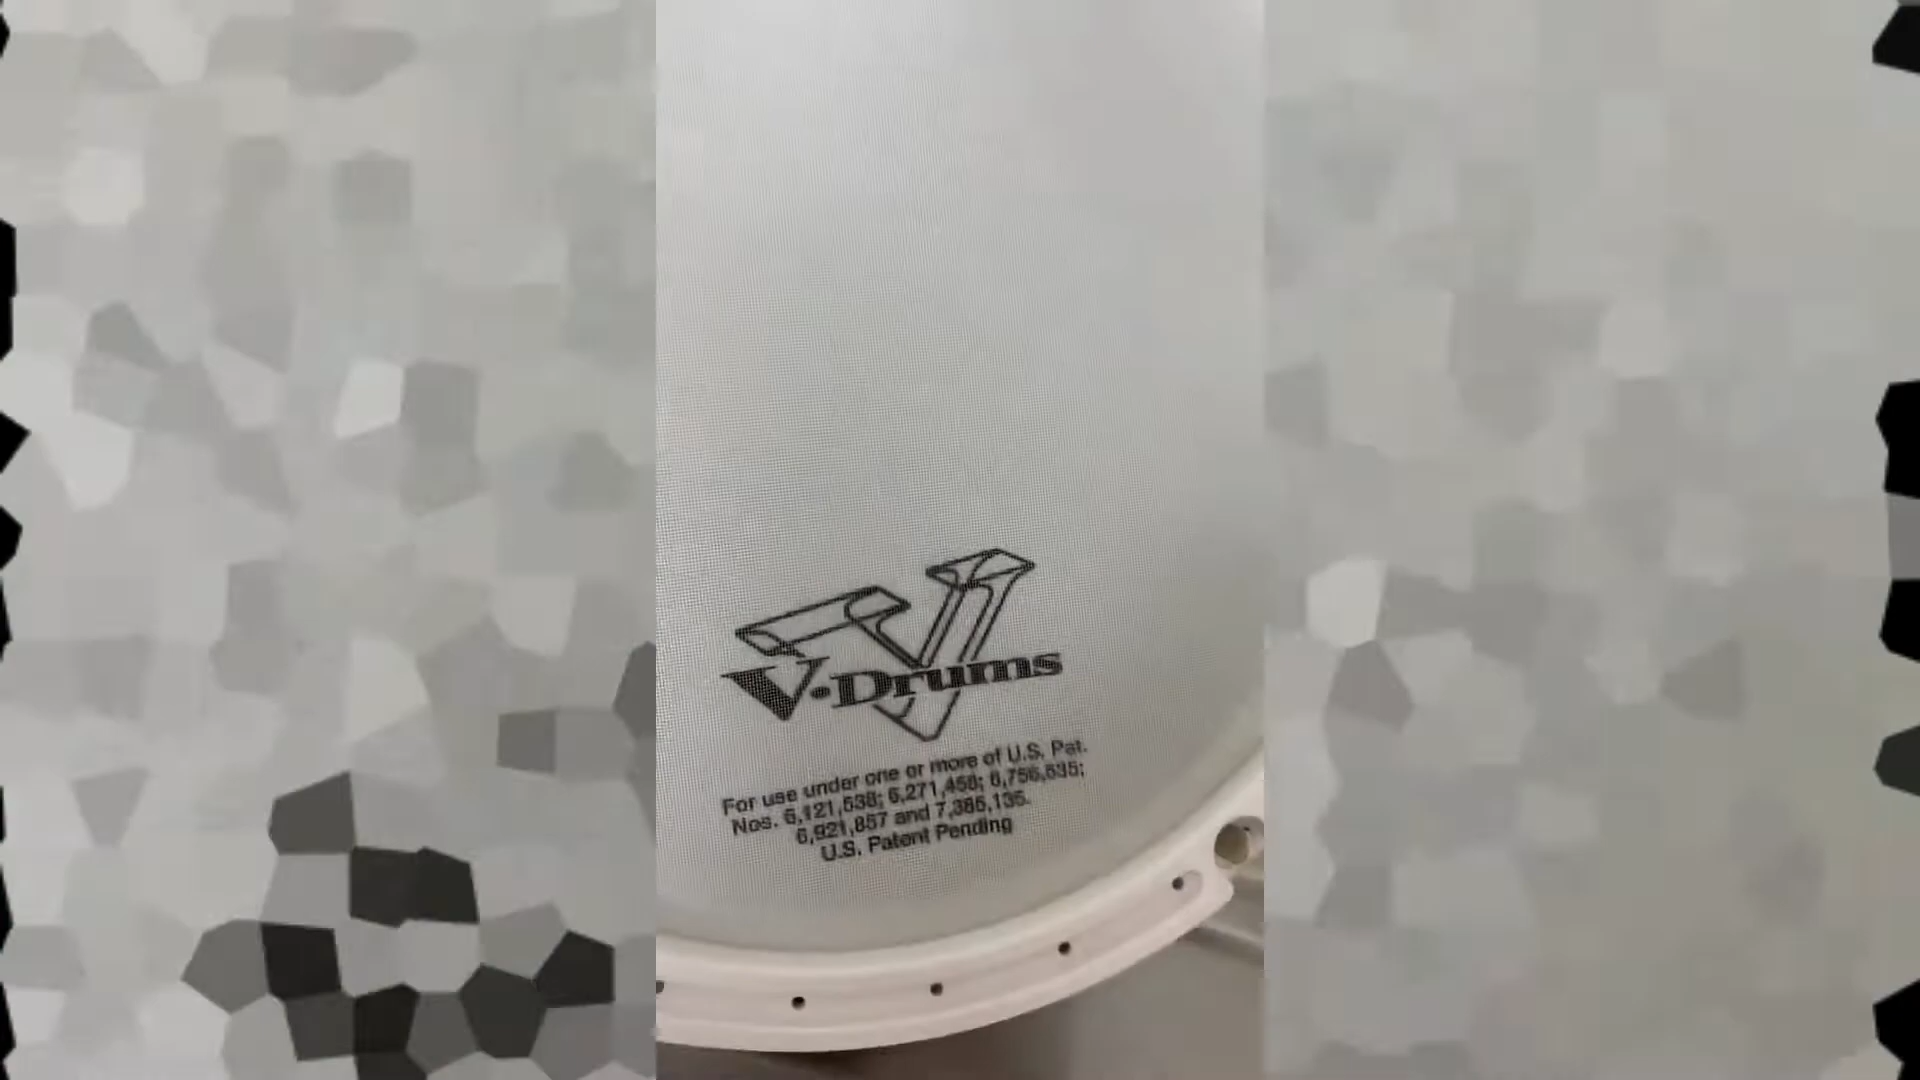 V-Drums
For use under one or more of U.S. Pat.
Nos. 6,121,538; 6,271,458; 6,756,535;
6,921,857 and 7,385,135.
U.S. Patent Pending